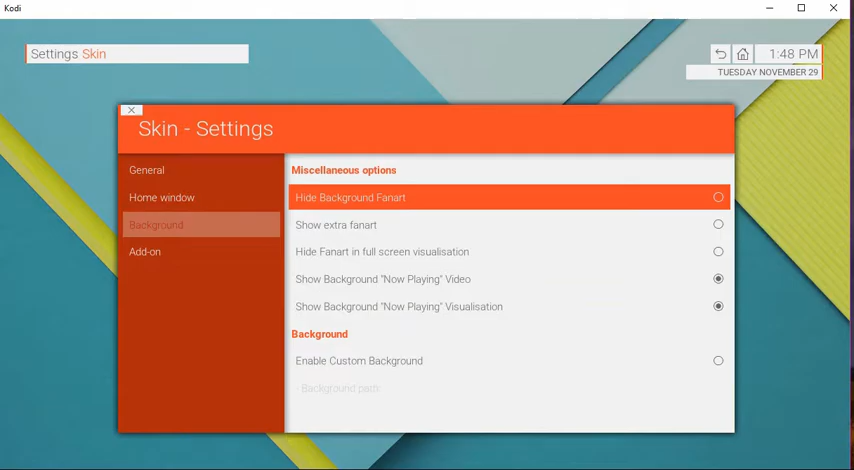 Kodi
Settings Skin
1:48 PM
TUESDAY NOVEMBER 29
Skin - Settings
General
Home window
Background
Add-on
Miscellaneous options
Hide Background Fanart
Show extra fanart
Hide Fanart in full screen visualisation
Show Background "Now Playing" Video
Show Background "Now Playing" Visualisation
Background
Enable Custom Background
Background path: